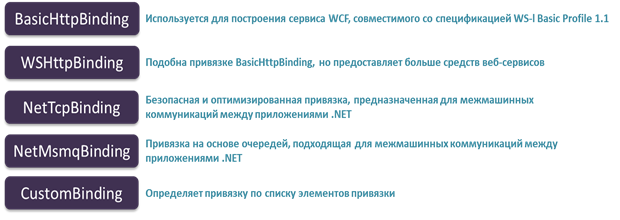 BasicHttpBinding
Используется для построения сервиса WCF, совместимого со спецификацией WS-I Basic Profile 1.1
WSHttpBinding
Подобна привязке BasicHttpBinding, но предоставляет больше средств веб-сервисов
NetTcpBinding
Безопасная и оптимизированная привязка, предназначенная для межмашинных
коммуникаций между приложениями .NET
NetMsmqBinding
Привязка на основе очередей, подходящая для межмашинных коммуникаций между
приложениями .NET
CustomBinding
Определяет привязку по списку элементов привязки